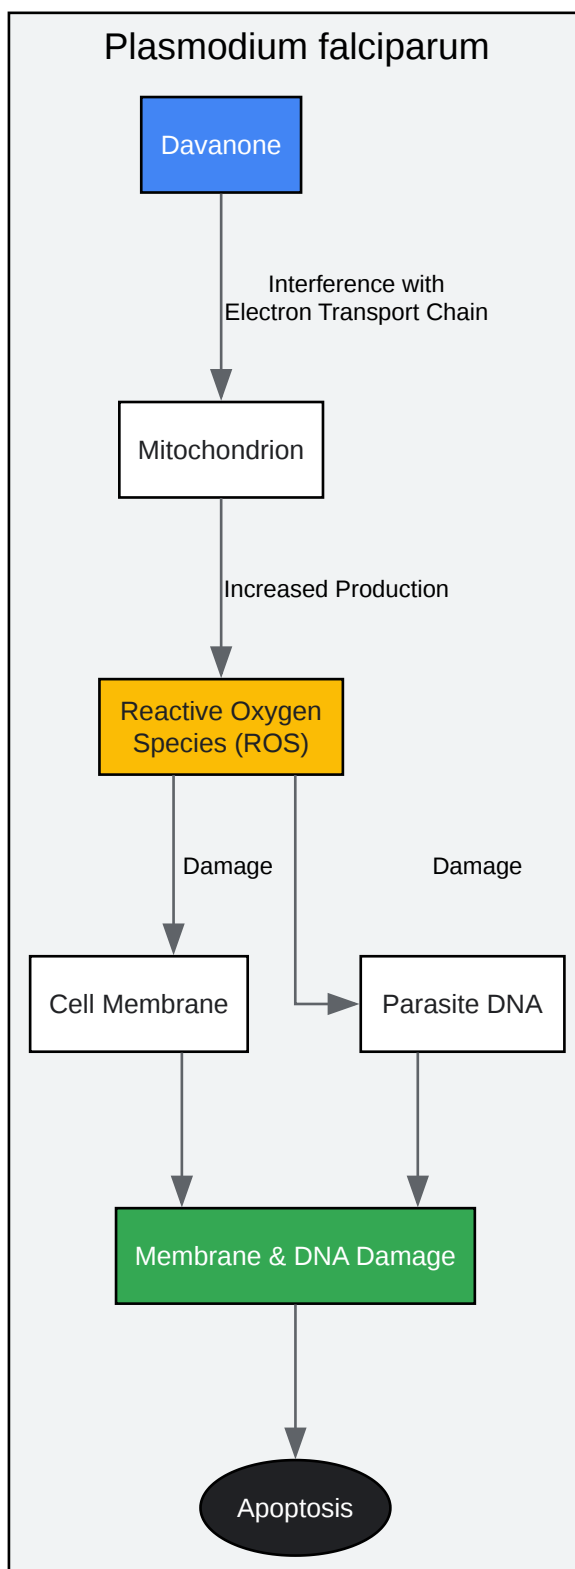 Plasmodium falciparum
Davanone
Interference with
Electron Transport Chain
Mitochondrion
Increased Production
Reactive Oxygen
Species (ROS)
Damage
Damage
Cell Membrane
Parasite DNA
Membrane & DNA Damage
Apoptosis